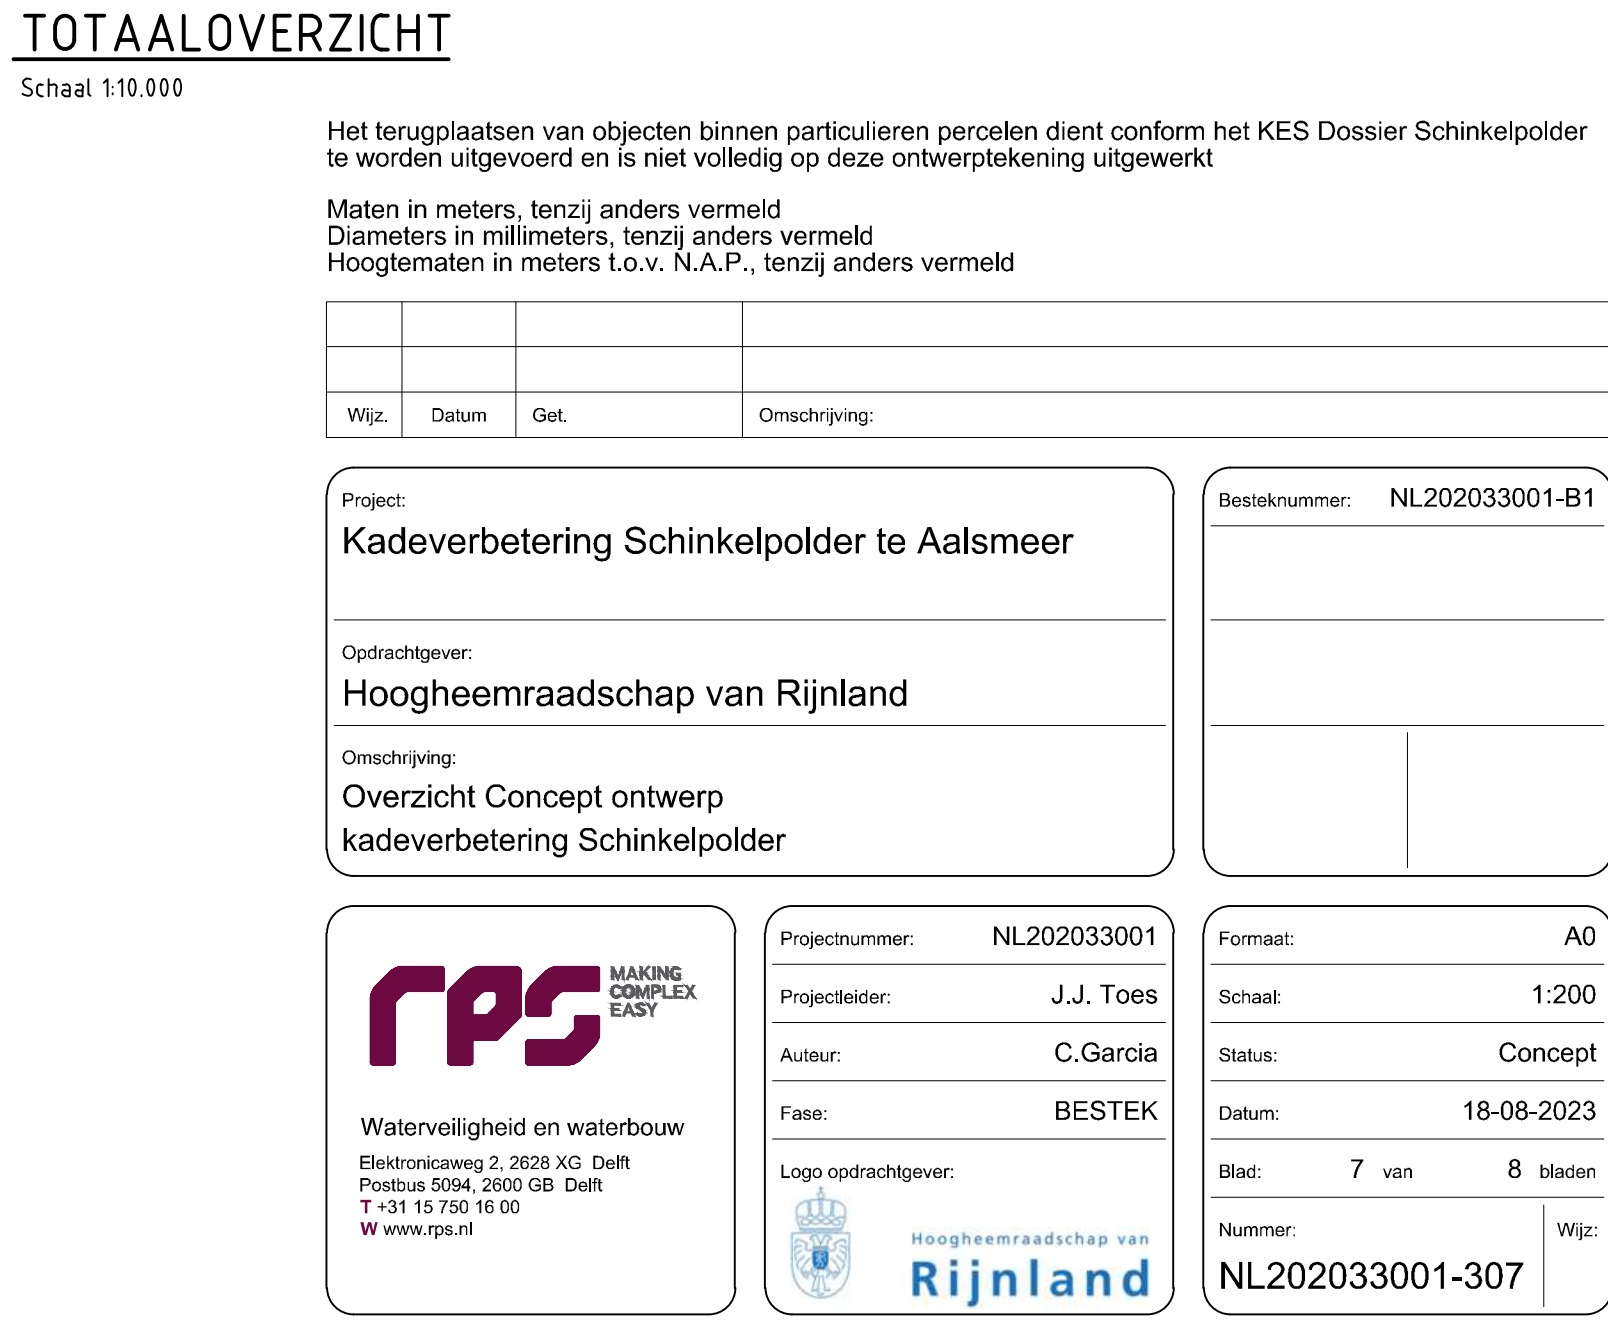 TOTAALOVERZICHT
Schaal 1:10.000
Het terugplaatsen van objecten binnen particulieren percelen dient conform het KES Dossier Schinkelpolder
te worden uitgevoerd en is niet volledig op deze ontwerptekening uitgewerkt
Maten in meters, tenzij anders vermeld
Diameters in millimeters, tenzij anders vermeld
Hoogtematen in meters t.o.v. N.A.P., tenzij anders vermeld
Wijz. Datum Get. Omschrijving:
Project:
Kadeverbetering Schinkelpolder te Aalsmeer
Opdrachtgever:
Hoogheemraadschap van Rijnland
Omschrijving:
Overzicht Concept ontwerp
kadeverbetering Schinkelpolder
Besteknummer: NL202033001-B1
rps
MAKING
COMPLEX
EASY
Waterveiligheid en waterbouw
Elektronicaweg 2, 2628 XG Delft
Postbus 5094, 2600 GB Delft
T +31 15 750 16 00
W www.rps.nl
Projectnummer: NL202033001
Projectleider: J.J. Toes
Auteur: C.Garcia
Fase: BESTEK
Logo opdrachtgever:
Hoogheemraadschap van
Rijnland
Formaat: A0
Schaal: 1:200
Status: Concept
Datum: 18-08-2023
Blad: 7 van 8 bladen
Nummer: Wijz:
NL202033001-307